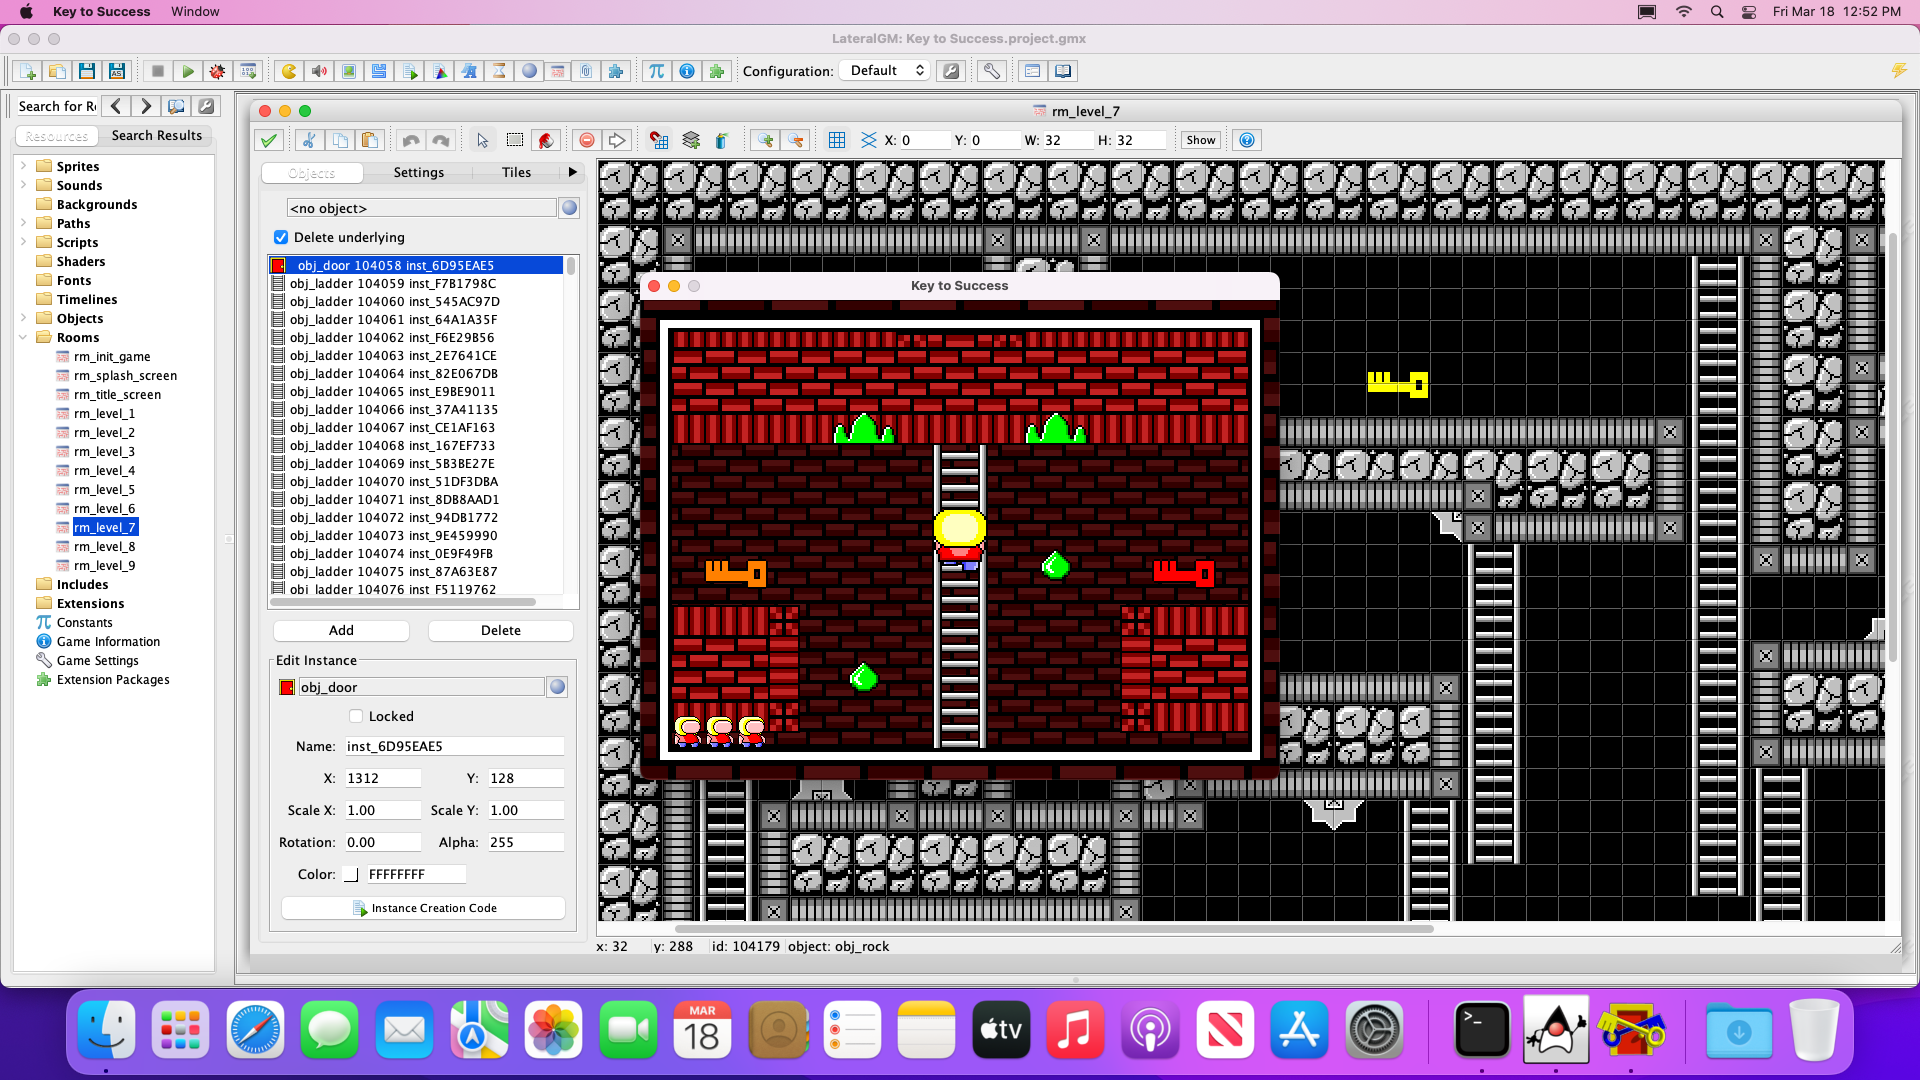 Key to Success Window Fri Mar 18 12:52 PM
LateralGM: Key to Success.project.gmx
Configuration: Default
Search for R
Resources Search Results
Sprites
Sounds
Backgrounds
Paths
Scripts
Shaders
Fonts
Timelines
Objects
Rooms
rm_init_game
rm_splash_screen
rm_title_screen
rm_level_1
rm_level_2
rm_level_3
rm_level_4
rm_level_5
rm_level_6
rm_level_7
rm_level_8
rm_level_9
Includes
Extensions
Constants
Game Information
Game Settings
Extension Packages
rm_level_7
X: 0 Y: 0 W: 32 H: 32 Show
Objects Settings Tiles
<no object>
Delete underlying
obj_door 104058 inst_6D95EAE5
obj_ladder 104059 inst_F7B1798C
obj_ladder 104060 inst_545AC97D
obj_ladder 104061 inst_64A1A35F
obj_ladder 104062 inst_F6E29B56
obj_ladder 104063 inst_2E7641CE
obj_ladder 104064 inst_82E067DB
obj_ladder 104065 inst_E9BE9011
obj_ladder 104066 inst_37A41135
obj_ladder 104067 inst_CE1AF163
obj_ladder 104068 inst_167EF733
obj_ladder 104069 inst_5B3BE27E
obj_ladder 104070 inst_51DF3DBA
obj_ladder 104071 inst_8DB8AAD1
obj_ladder 104072 inst_94DB1772
obj_ladder 104073 inst_9E459990
obj_ladder 104074 inst_0E9F49FB
obj_ladder 104075 inst_87A63E87
obj_ladder 104076 inst_F5119762
Add Delete
Edit Instance
obj_door
Locked
Name: inst_6D95EAE5
X: 1312 Y: 128
Scale X: 1.00 Scale Y: 1.00
Rotation: 0.00 Alpha: 255
Color: FFFFFFFF
Instance Creation Code
Key to Success
x: 32 y: 288 id: 104179 object: obj_rock
MAR
18
tv
>_